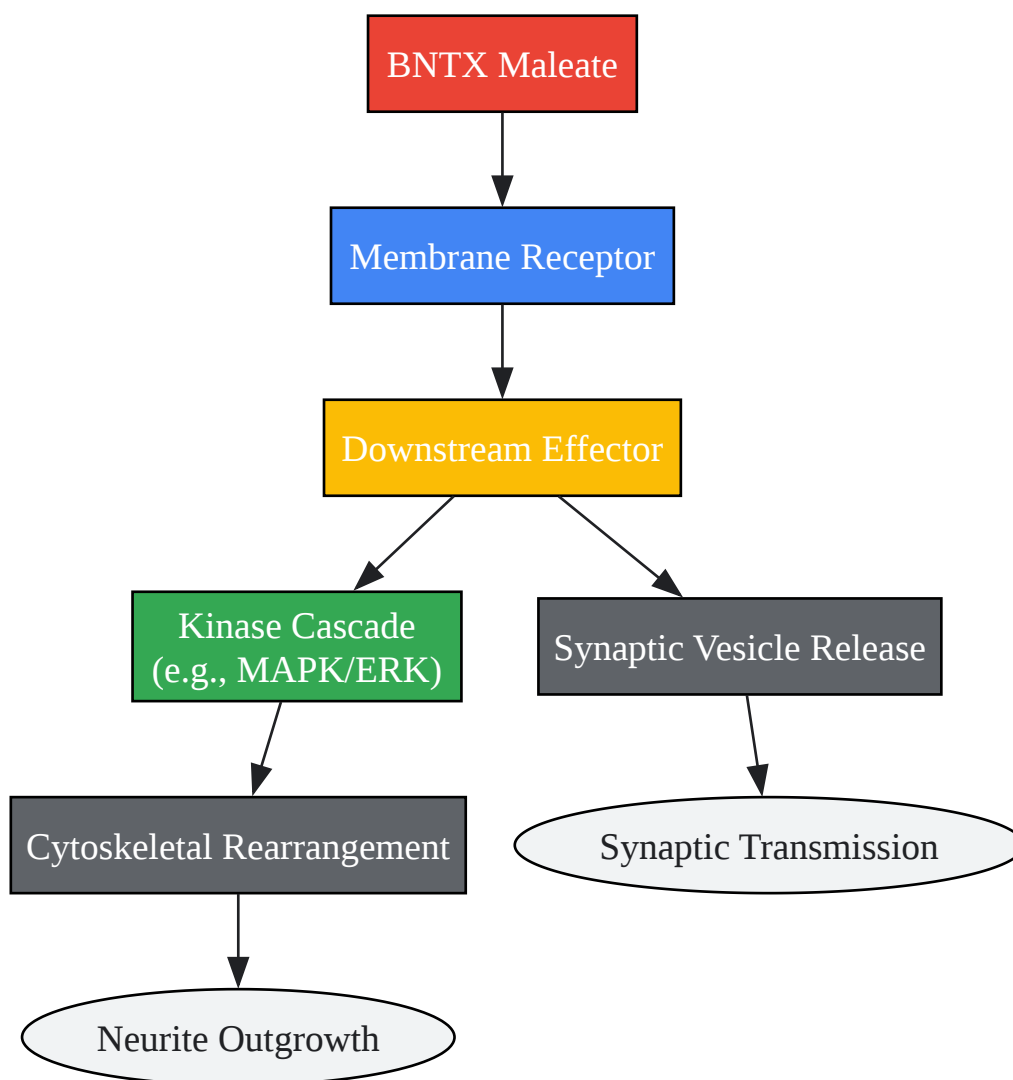 BNTX Maleate
Membrane Receptor
Downstream Effector
Kinase Cascade
(e.g., MAPK/ERK)
Synaptic Vesicle Release
Cytoskeletal Rearrangement
Synaptic Transmission
Neurite Outgrowth